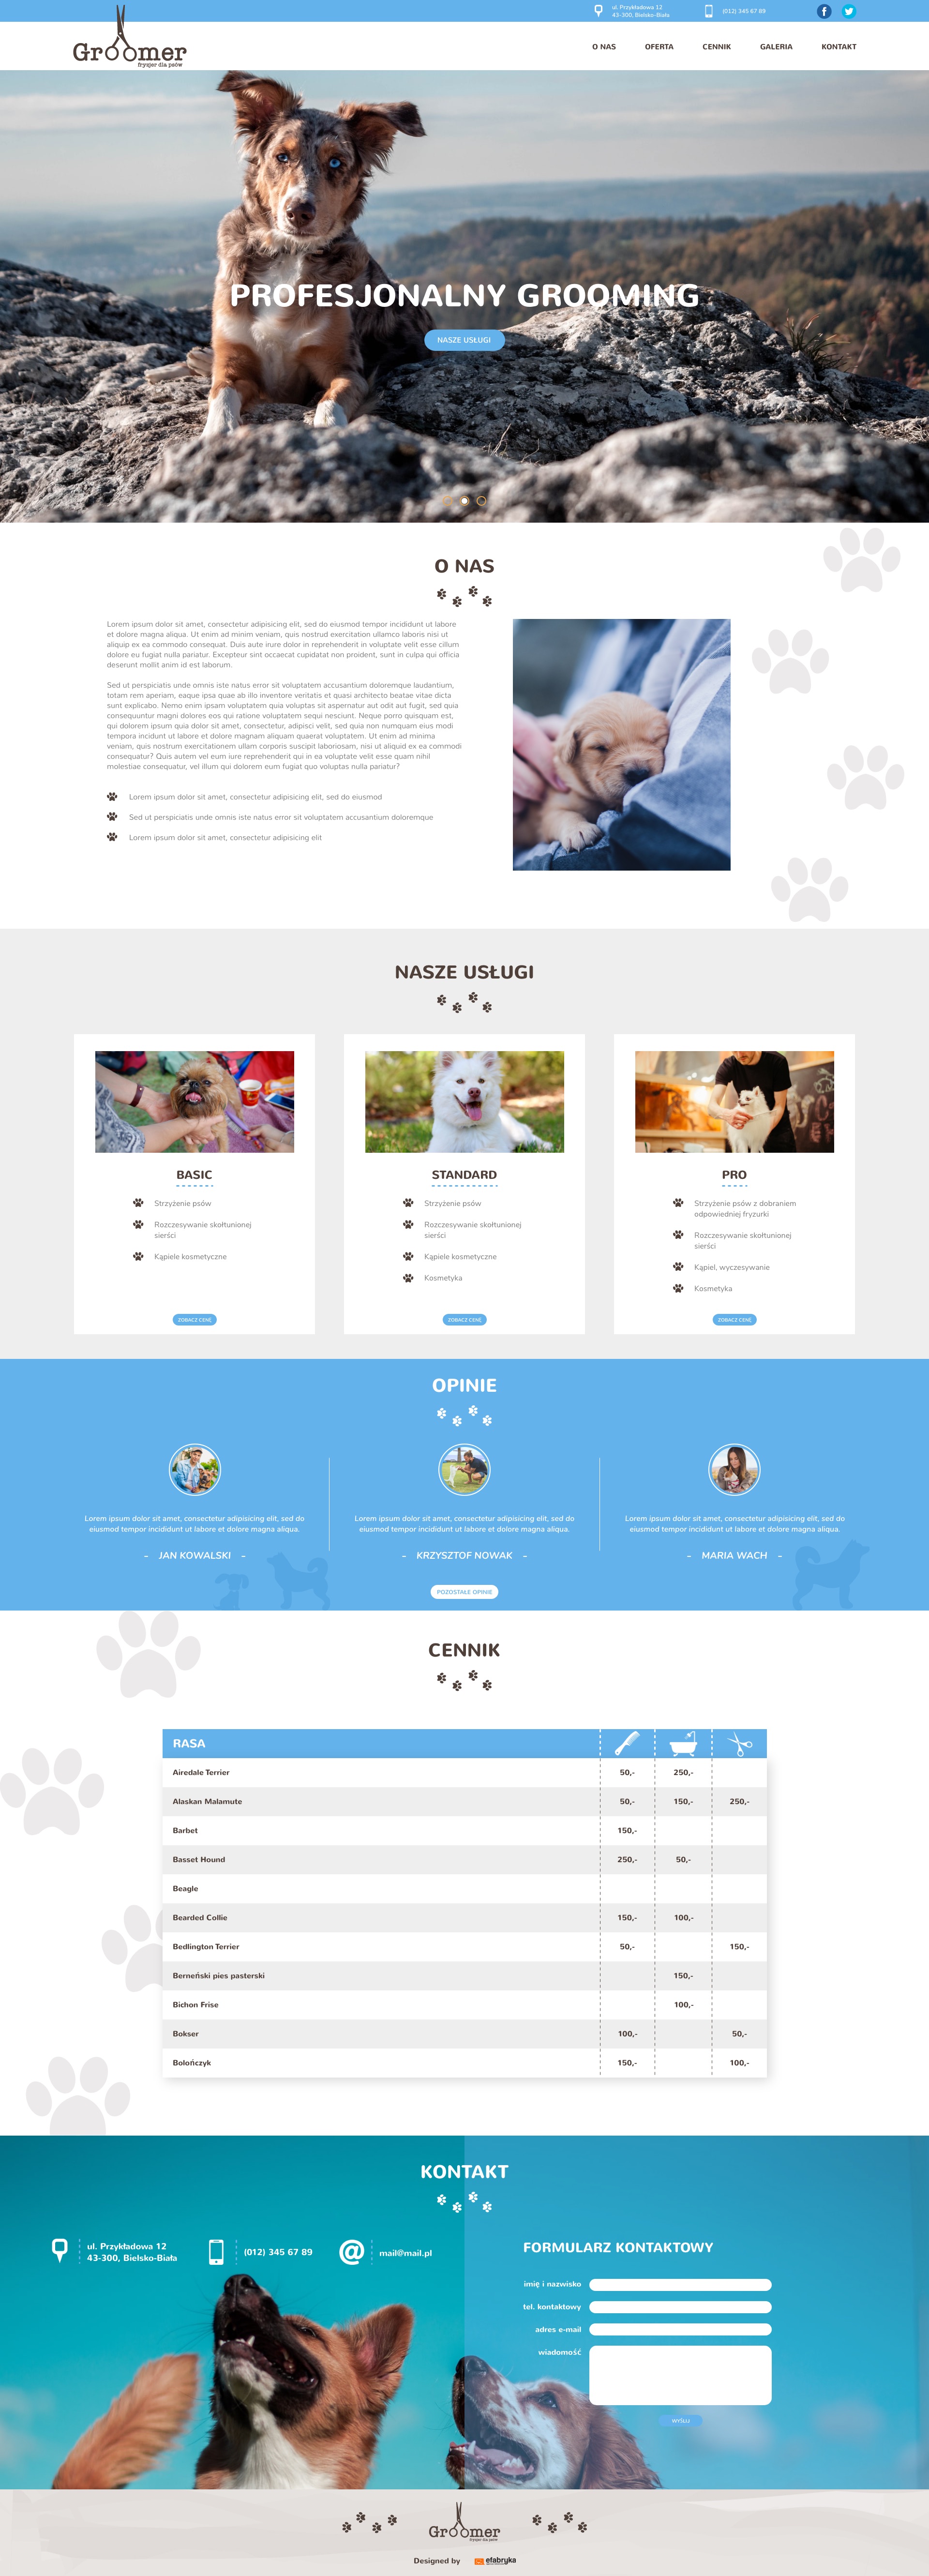 ul. Przykładowa 12
43-300, Bielsko-Biała
(012) 345 67 89
Groomer
fryzjer dla psów
O NAS OFERTA CENNIK GALERIA KONTAKT
PROFESJONALNY GROOMING
NASZE USŁUGI
O NAS
Lorem ipsum dolor sit amet, consectetur adipisicing elit, sed do eiusmod tempor incididunt ut labore
et dolore magna aliqua. Ut enim ad minim veniam, quis nostrud exercitation ullamco laboris nisi ut
aliquip ex ea commodo consequat. Duis aute irure dolor in reprehenderit in voluptate velit esse cillum
dolore eu fugiat nulla pariatur. Excepteur sint occaecat cupidatat non proident, sunt in culpa qui officia
deserunt mollit anim id est laborum.
Sed ut perspiciatis unde omnis iste natus error sit voluptatem accusantium doloremque laudantium,
totam rem aperiam, eaque ipsa quae ab illo inventore veritatis et quasi architecto beatae vitae dicta
sunt explicabo. Nemo enim ipsam voluptatem quia voluptas sit aspernatur aut odit aut fugit, sed quia
consequuntur magni dolores eos qui ratione voluptatem sequi nesciunt. Neque porro quisquam est,
qui dolorem ipsum quia dolor sit amet, consectetur, adipisci velit, sed quia non numquam eius modi
tempora incidunt ut labore et dolore magnam aliquam quaerat voluptatem. Ut enim ad minima
veniam, quis nostrum exercitationem ullam corporis suscipit laboriosam, nisi ut aliquid ex ea commodi
consequatur? Quis autem vel eum iure reprehenderit qui in ea voluptate velit esse quam nihil
molestiae consequatur, vel illum qui dolorem eum fugiat quo voluptas nulla pariatur?
Lorem ipsum dolor sit amet, consectetur adipisicing elit, sed do eiusmod
Sed ut perspiciatis unde omnis iste natus error sit voluptatem accusantium doloremque
Lorem ipsum dolor sit amet, consectetur adipisicing elit
NASZE USŁUGI
BASIC
Strzyżenie psów
Rozczesywanie skołtunionej
sierści
Kąpiele kosmetyczne
ZOBACZ CENĘ
STANDARD
Strzyżenie psów
Rozczesywanie skołtunionej
sierści
Kąpiele kosmetyczne
Kosmetyka
ZOBACZ CENĘ
PRO
Strzyżenie psów z dobraniem
odpowiedniej fryzurki
Rozczesywanie skołtunionej
sierści
Kąpiel, wyczesywanie
Kosmetyka
ZOBACZ CENĘ
OPINIE
Lorem ipsum dolor sit amet, consectetur adipisicing elit, sed do
eiusmod tempor incididunt ut labore et dolore magna aliqua.
- JAN KOWALSKI -
Lorem ipsum dolor sit amet, consectetur adipisicing elit, sed do
eiusmod tempor incididunt ut labore et dolore magna aliqua.
- KRZYSZTOF NOWAK -
Lorem ipsum dolor sit amet, consectetur adipisicing elit, sed do
eiusmod tempor incididunt ut labore et dolore magna aliqua.
- MARIA WACH -
POZOSTAŁE OPINIE
CENNIK
RASA
Airedale Terrier 50,- 250,-
Alaskan Malamute 50,- 150,- 250,-
Barbet 150,-
Basset Hound 250,- 50,-
Beagle
Bearded Collie 150,- 100,-
Bedlington Terrier 50,- 150,-
Berneński pies pasterski 150,-
Bichon Frise 100,-
Bokser 100,- 50,-
Bolończyk 150,- 100,-
KONTAKT
ul. Przykładowa 12
43-300, Bielsko-Biała
(012) 345 67 89
@ mail@mail.pl
FORMULARZ KONTAKTOWY
imię i nazwisko
tel. kontaktowy
adres e-mail
wiadomość
WYŚLIJ
Groomer
fryzjer dla psów
Designed by efabryka